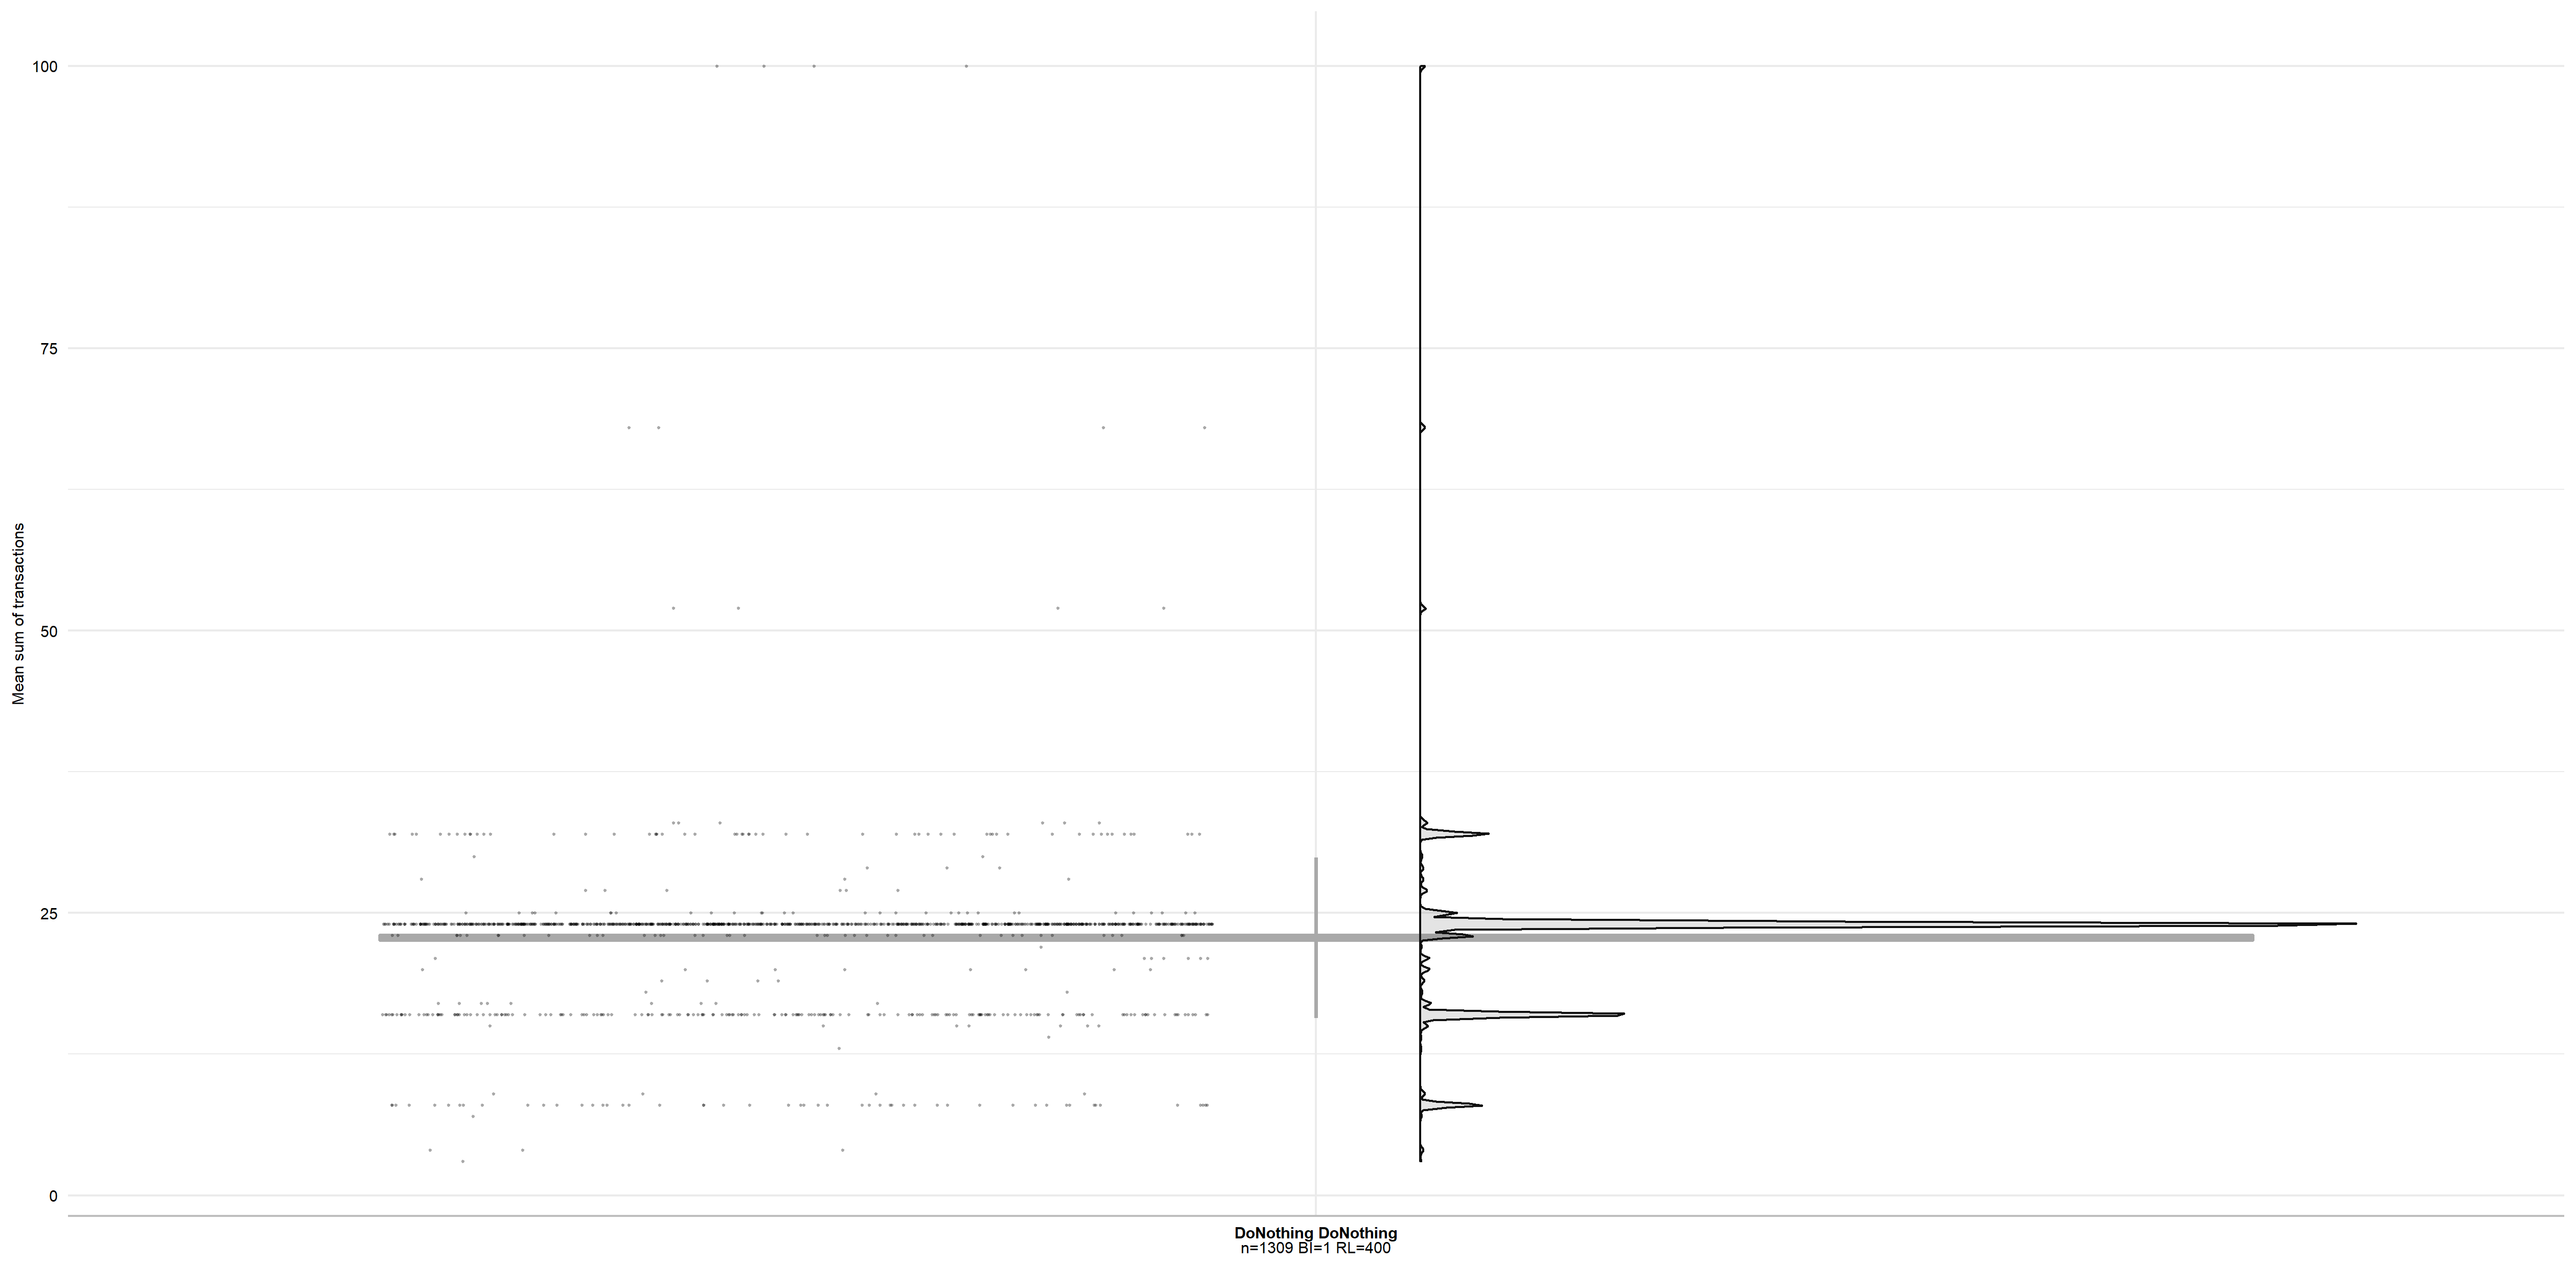 100
75
50
25
0
Mean sum of transactions
DoNothing DoNothing
n=1309 BI=1 RL=400